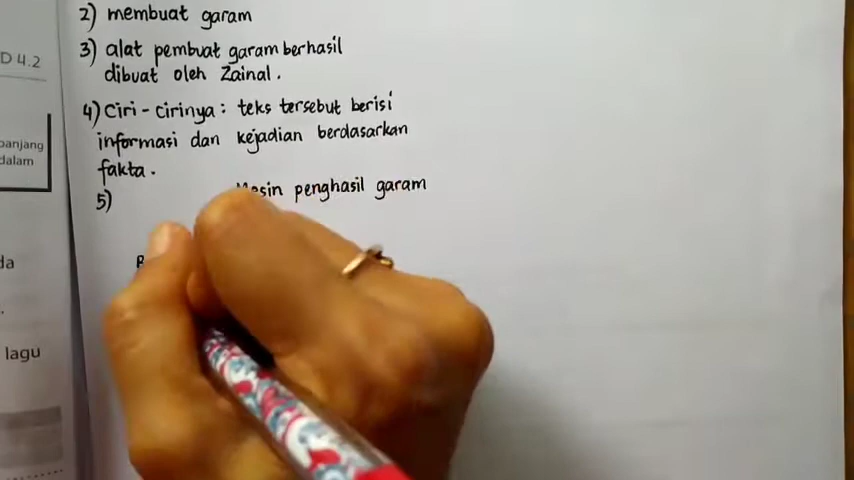 2) membuat garam
3) alat pembuat garam berhasil
dibuat oleh Zainal.
4) Ciri-cirinya : teks tersebut berisi
informasi dan kejadian berdasarkan
fakta.
5)
Mesin penghasil garam
D 4.2
panjang
dalam
da
lagu